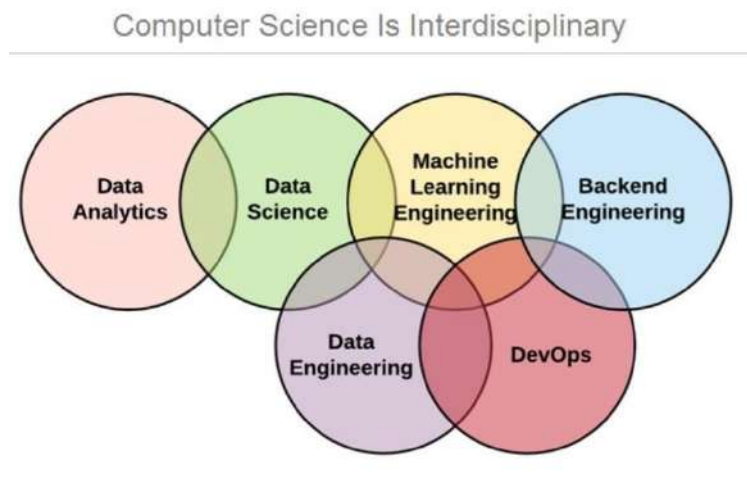 Computer Science Is Interdisciplinary
Data
Analytics
Data
Science
Machine
Learning
Engineering
Backend
Engineering
Data
Engineering
DevOps